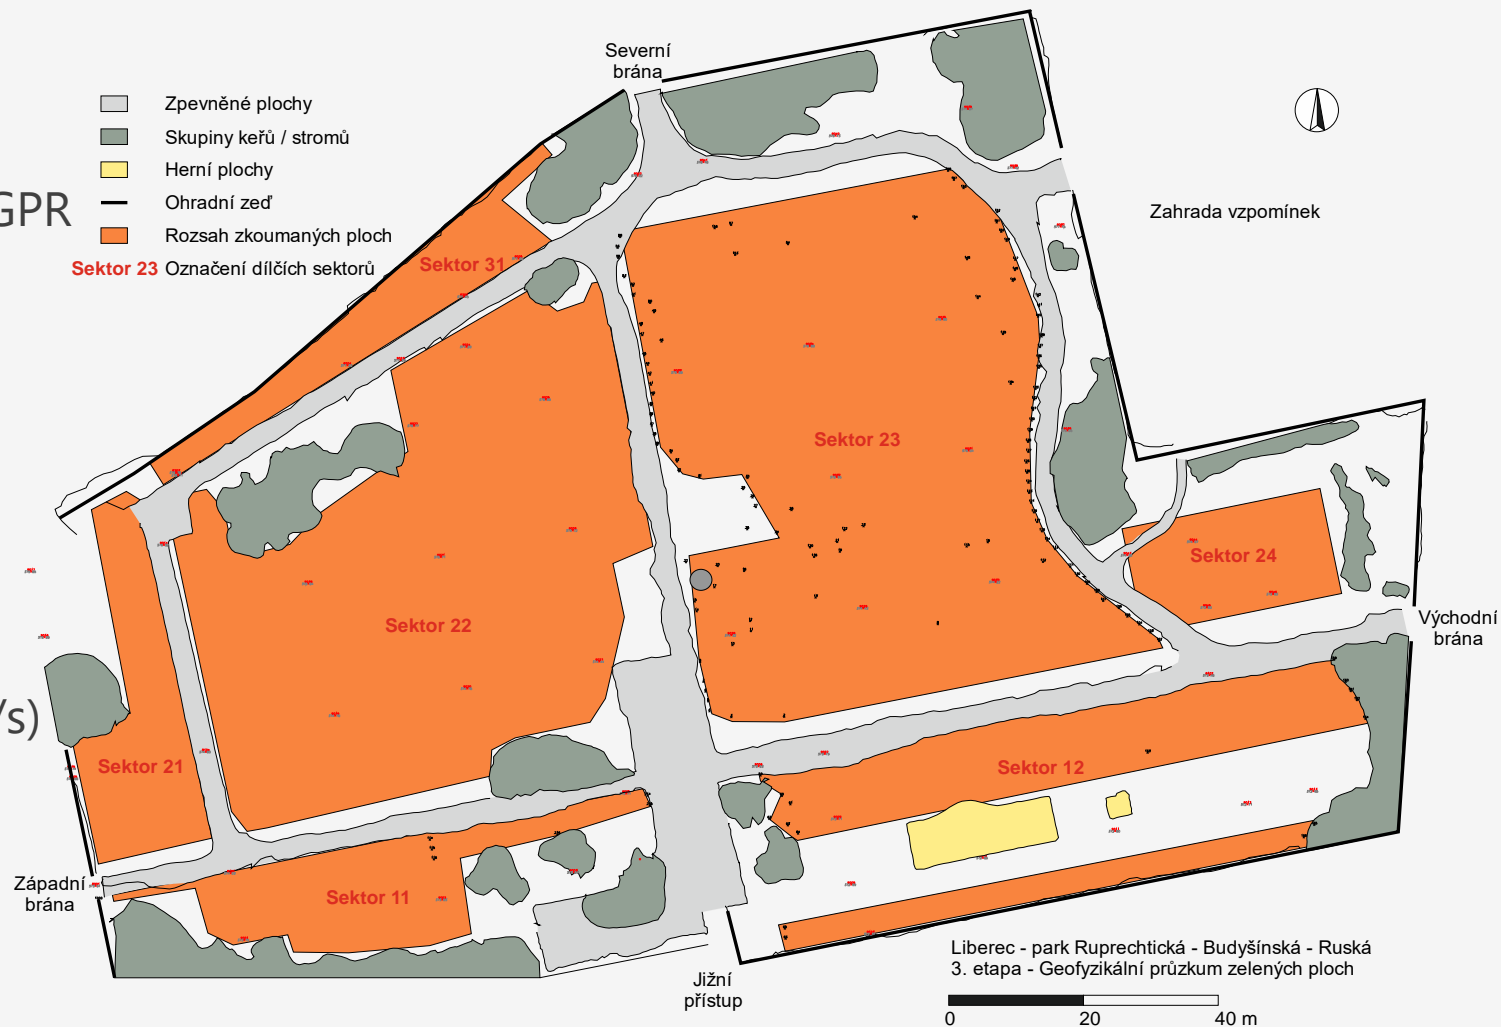 Severní
brána
Zpevněné plochy
Skupiny keřů / stromů
Herní plochy
GPR
Ohradní zeď
Zahrada vzpomínek
Rozsah zkoumaných ploch
Sektor 23 Označení dílčích sektorů
Sektor 31
Sektor 23
Sektor 24
Sektor 22
Východní
brána
/s)
Sektor 21
Sektor 12
Západní
brána
Sektor 11
Liberec - park Ruprechtická - Budyšínská - Ruská
3. etapa - Geofyzikální průzkum zelených ploch
Jižní
přístup
0 20 40 m